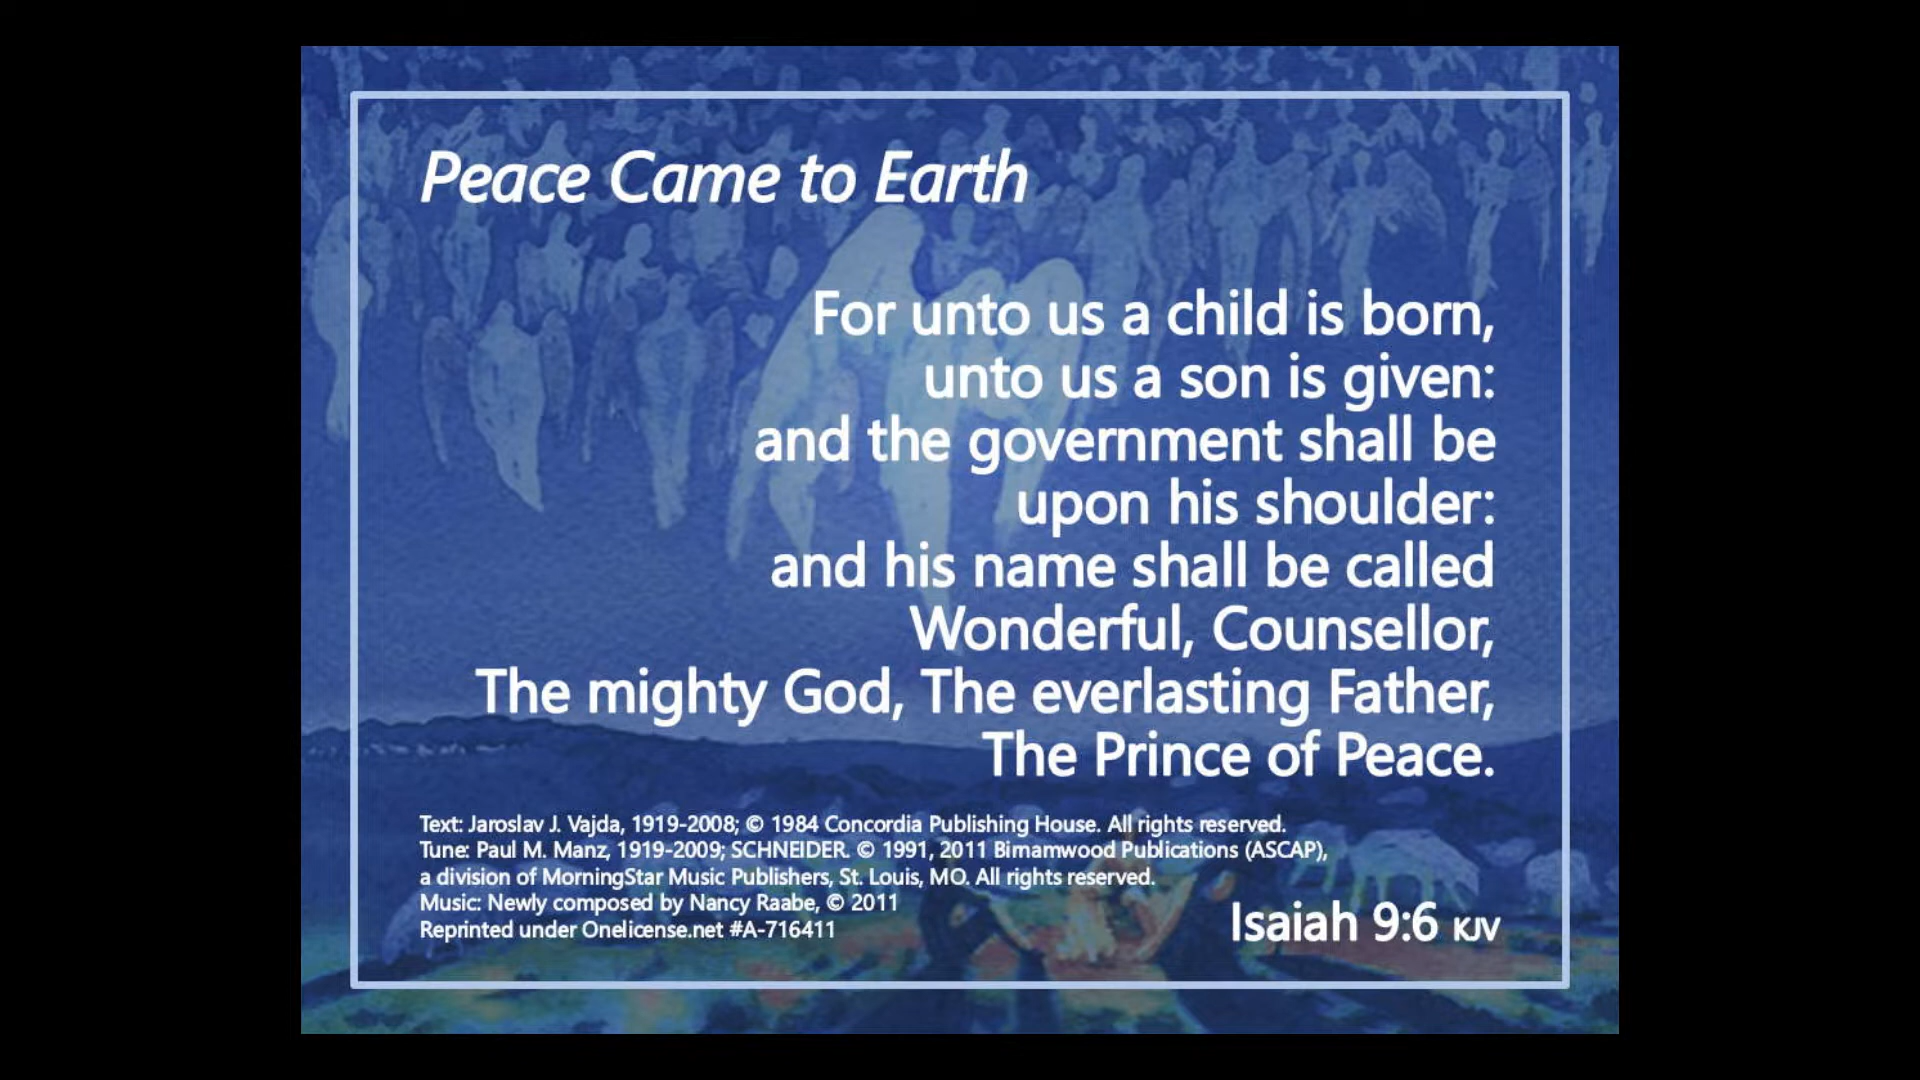 Peace Came to Earth
For unto us a child is born,
unto us a son is given:
and the government shall be
upon his shoulder:
and his name shall be called
Wonderful, Counsellor,
The mighty God, The everlasting Father,
The Prince of Peace.
Text: Jaroslav J. Vajda, 1919-2008; © 1984 Concordia Publishing House. All rights reserved.
Tune: Paul M. Manz, 1919-2009; SCHNEIDER. © 1991, 2011 Birnamwood Publications (ASCAP),
a division of MorningStar Music Publishers, St. Louis, MO. All rights reserved.
Music: Newly composed by Nancy Raabe, © 2011
Reprinted under Onelicense.net #A-716411
Isaiah 9:6 KJV